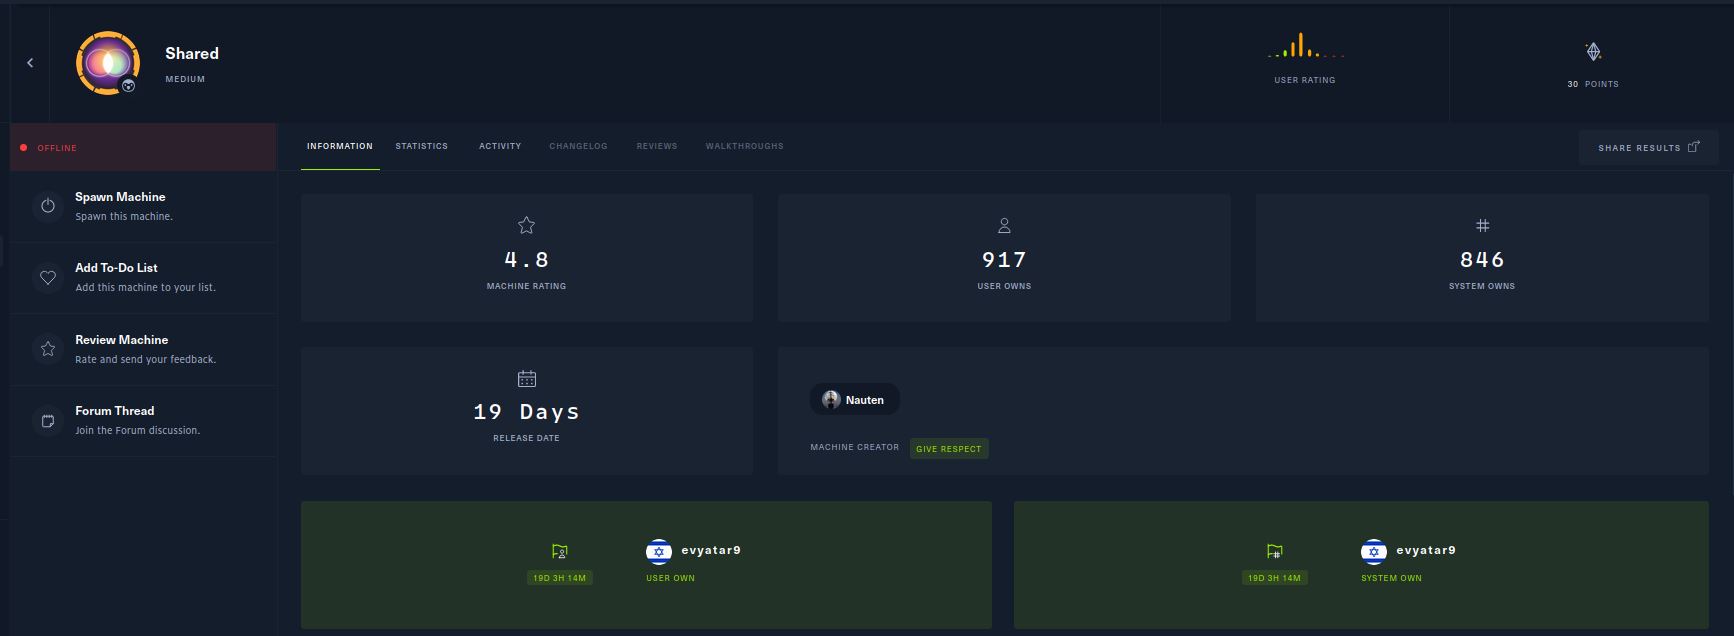 Shared
MEDIUM
USER RATING
30 POINTS
OFFLINE
INFORMATION STATISTICS ACTIVITY CHANGELOG REVIEWS WALKTHROUGHS
SHARE RESULTS
Spawn Machine
Spawn this machine.
Add To-Do List
Add this machine to your list.
Review Machine
Rate and send your feedback.
Forum Thread
Join the Forum discussion.
4.8
MACHINE RATING
917
USER OWNS
846
SYSTEM OWNS
19 Days
RELEASE DATE
Nauten
MACHINE CREATOR GIVE RESPECT
evyatar9
19D 3H 14M USER OWN
evyatar9
19D 3H 14M SYSTEM OWN